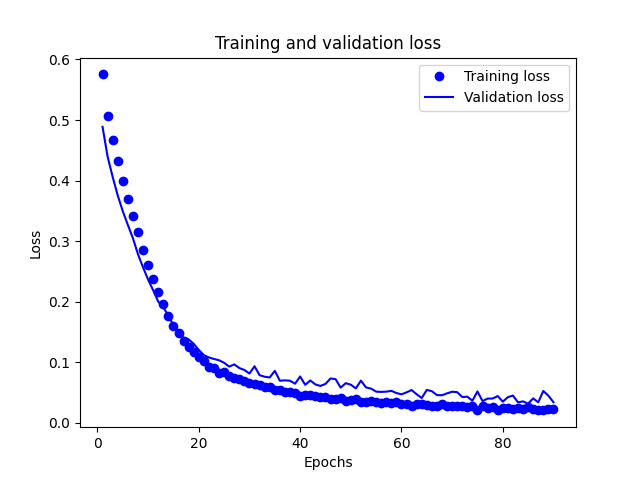 Training and validation loss
Training loss
Validation loss
Loss
0.6
0.5
0.4
0.3
0.2
0.1
0.0
0 20 40 60 80
Epochs